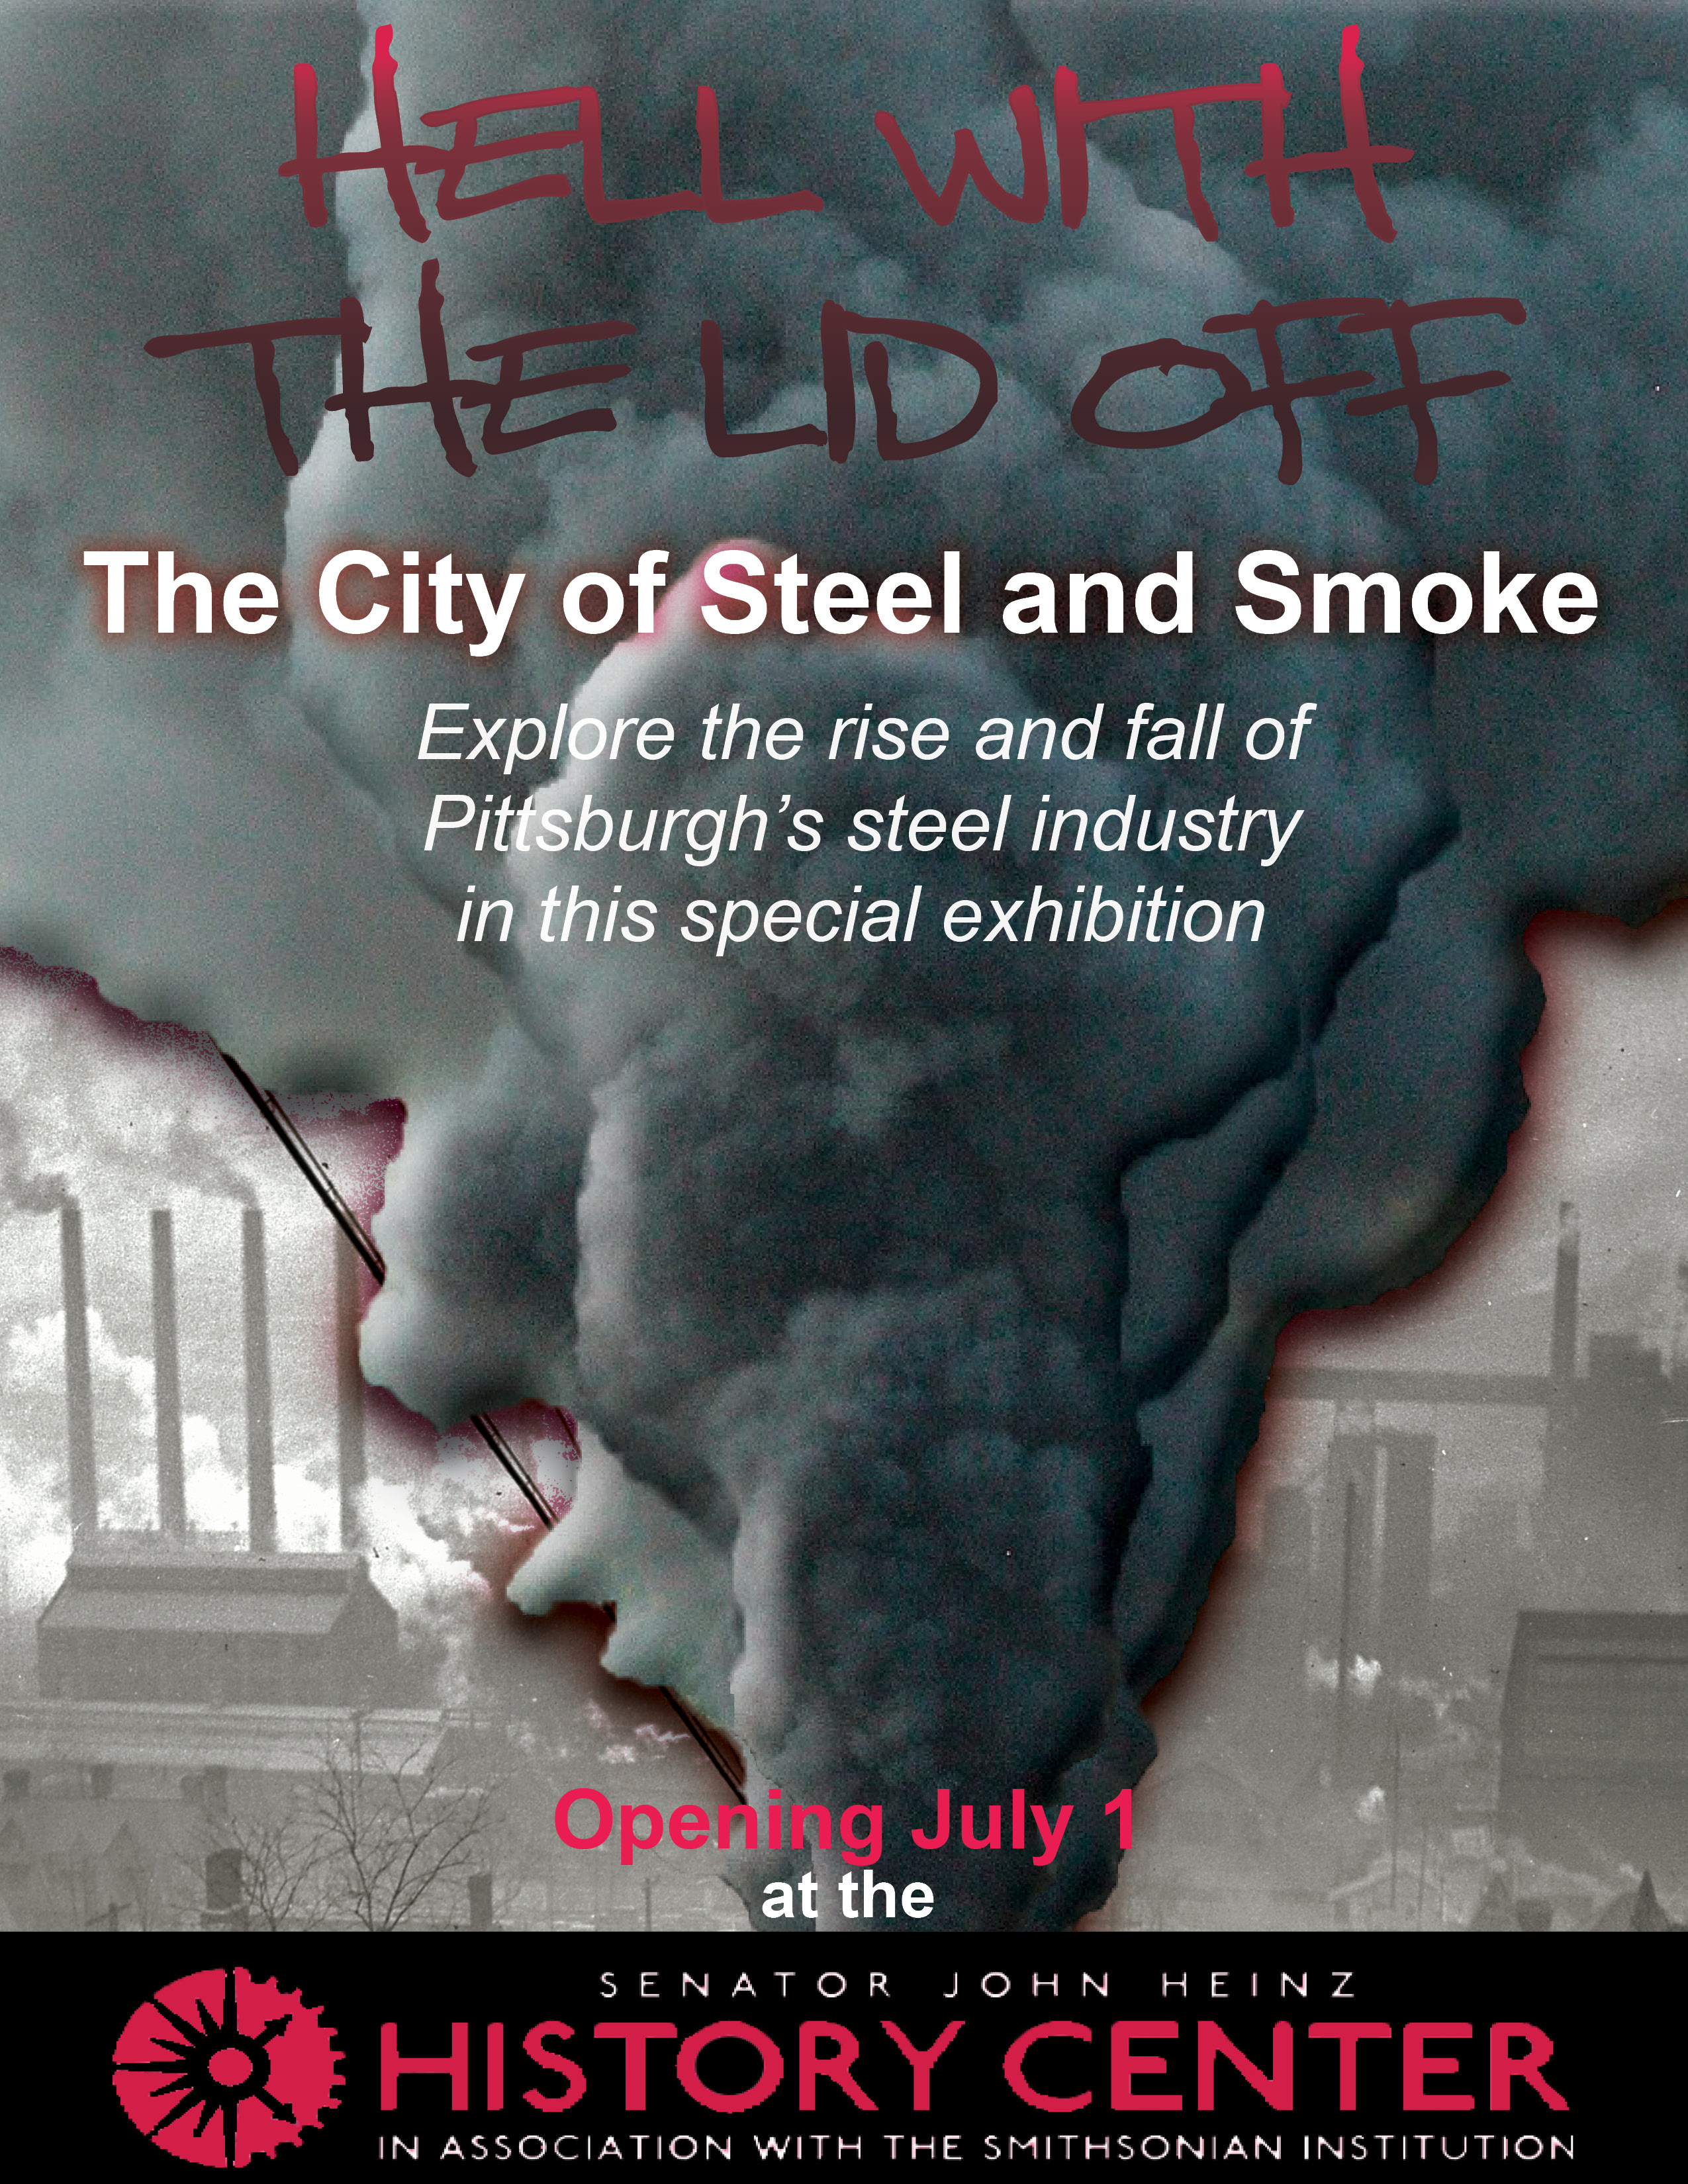 HELL WITH
THE LID OFF
The City of Steel and Smoke
Explore the rise and fall of
Pittsburgh’s steel industry
in this special exhibition
Opening July 1
at the
SENATOR JOHN HEINZ
HISTORY CENTER
IN ASSOCIATION WITH THE SMITHSONIAN INSTITUTION